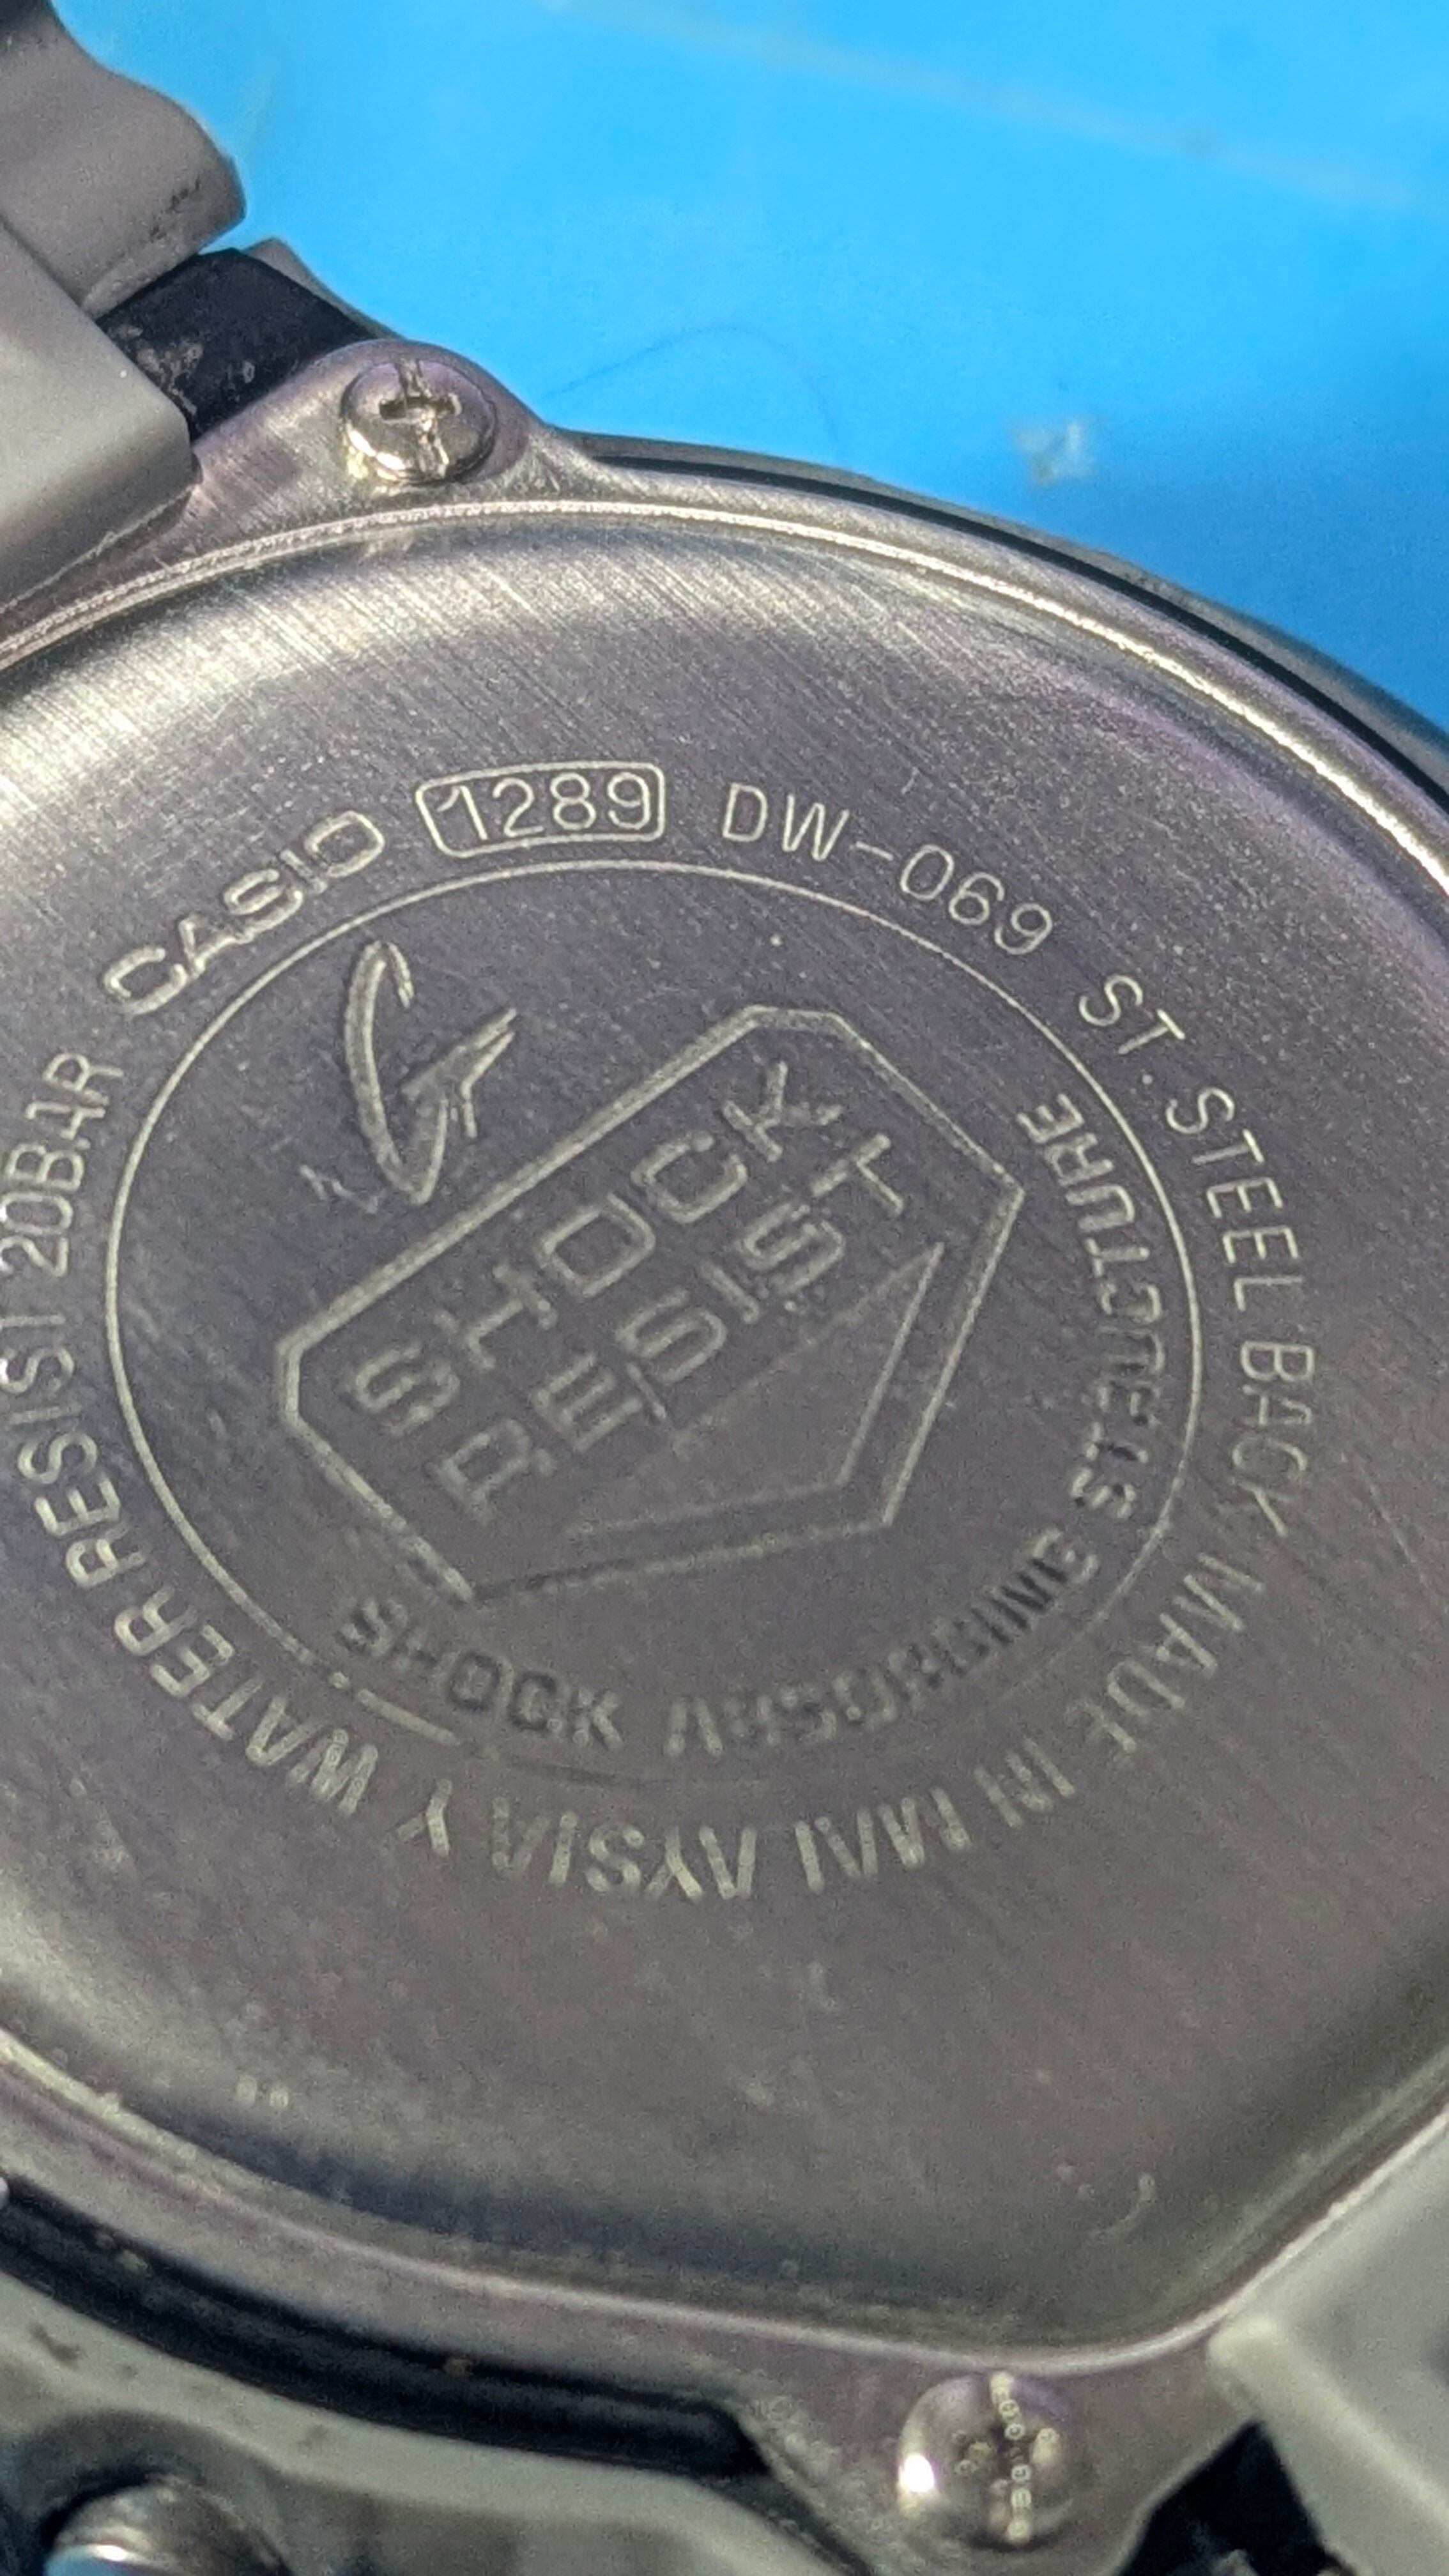 CASIO 1289 DW-069 ST.STEEL BACK MADE IN MALAYSIA Y WATER RESIST 20BAR
G
SHOCK
RESIST
SHOCK ABSORBING STRUCTURE